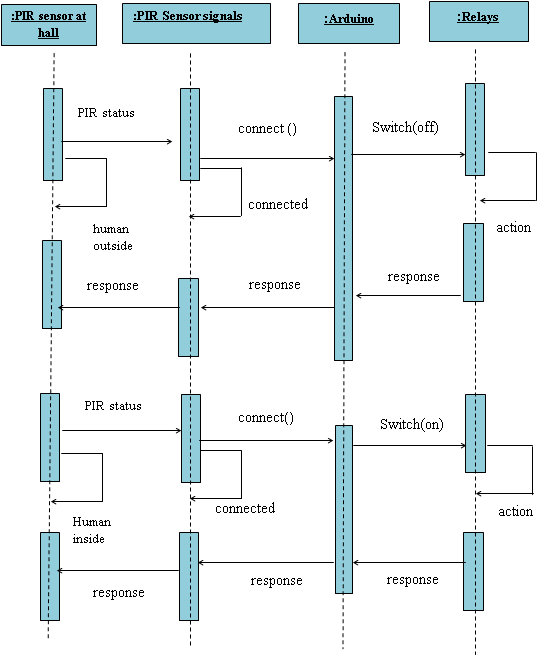 :PIR sensor at
hall
:PIR Sensor signals
:Arduino
:Relays
PIR status
connect ()
Switch(off)
connected
human
outside
action
response
response
response
PIR status
connect()
Switch(on)
connected
Human
inside
action
response
response
response